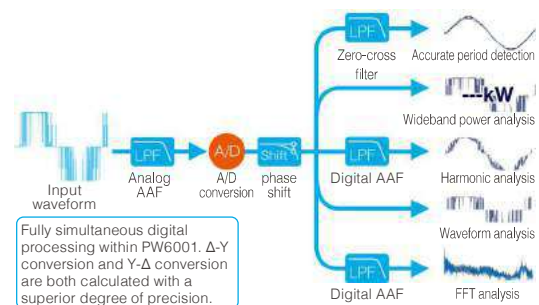 LPF
Zero-cross
filter
Accurate period detection
---kW
Wideband power analysis
Input
waveform
LPF
Analog
AAF
A/D
A/D
conversion
Shift
phase
shift
LPF
Digital AAF
Harmonic analysis
Waveform analysis
LPF
Digital AAF
FFT analysis
Fully simultaneous digital
processing within PW6001. Δ-Y
conversion and Y-Δ conversion
are both calculated with a
superior degree of precision.